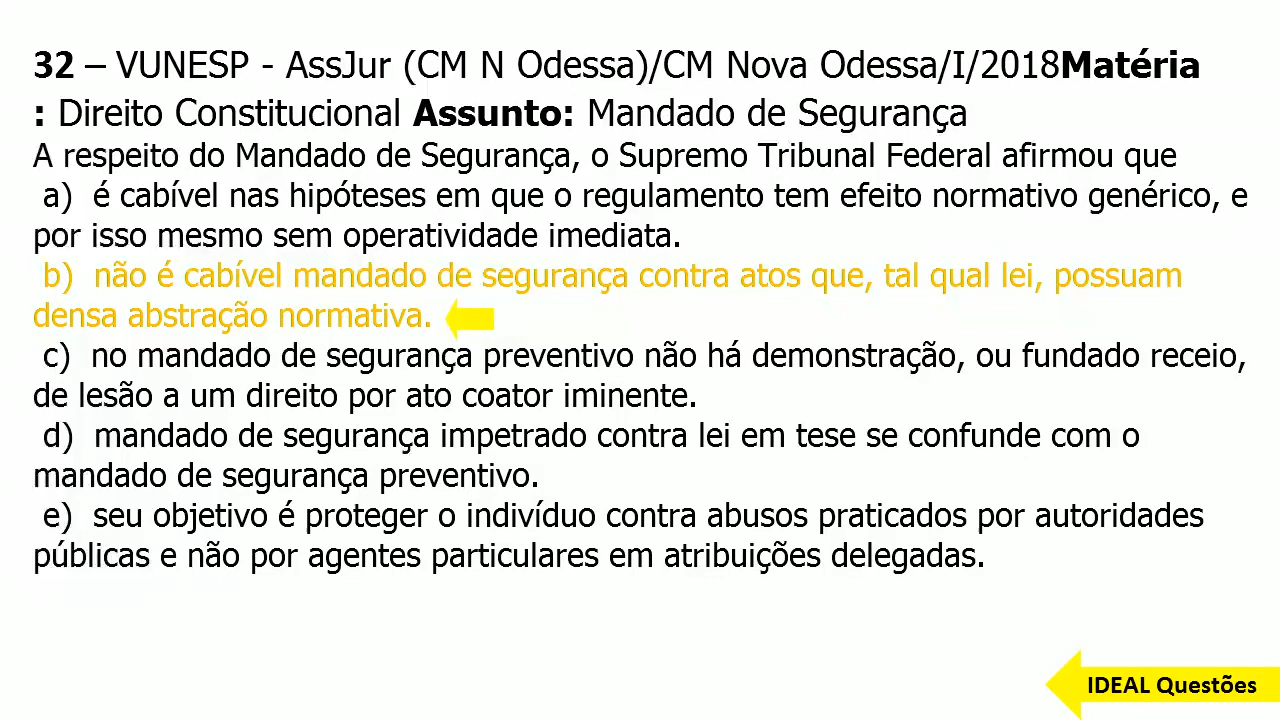 32 – VUNESP - AssJur (CM N Odessa)/CM Nova Odessa/I/2018Matéria
: Direito Constitucional Assunto: Mandado de Segurança
A respeito do Mandado de Segurança, o Supremo Tribunal Federal afirmou que
a) é cabível nas hipóteses em que o regulamento tem efeito normativo genérico, e
por isso mesmo sem operatividade imediata.
b) não é cabível mandado de segurança contra atos que, tal qual lei, possuam
densa abstração normativa.
c) no mandado de segurança preventivo não há demonstração, ou fundado receio,
de lesão a um direito por ato coator iminente.
d) mandado de segurança impetrado contra lei em tese se confunde com o
mandado de segurança preventivo.
e) seu objetivo é proteger o indivíduo contra abusos praticados por autoridades
públicas e não por agentes particulares em atribuições delegadas.
IDEAL Questões